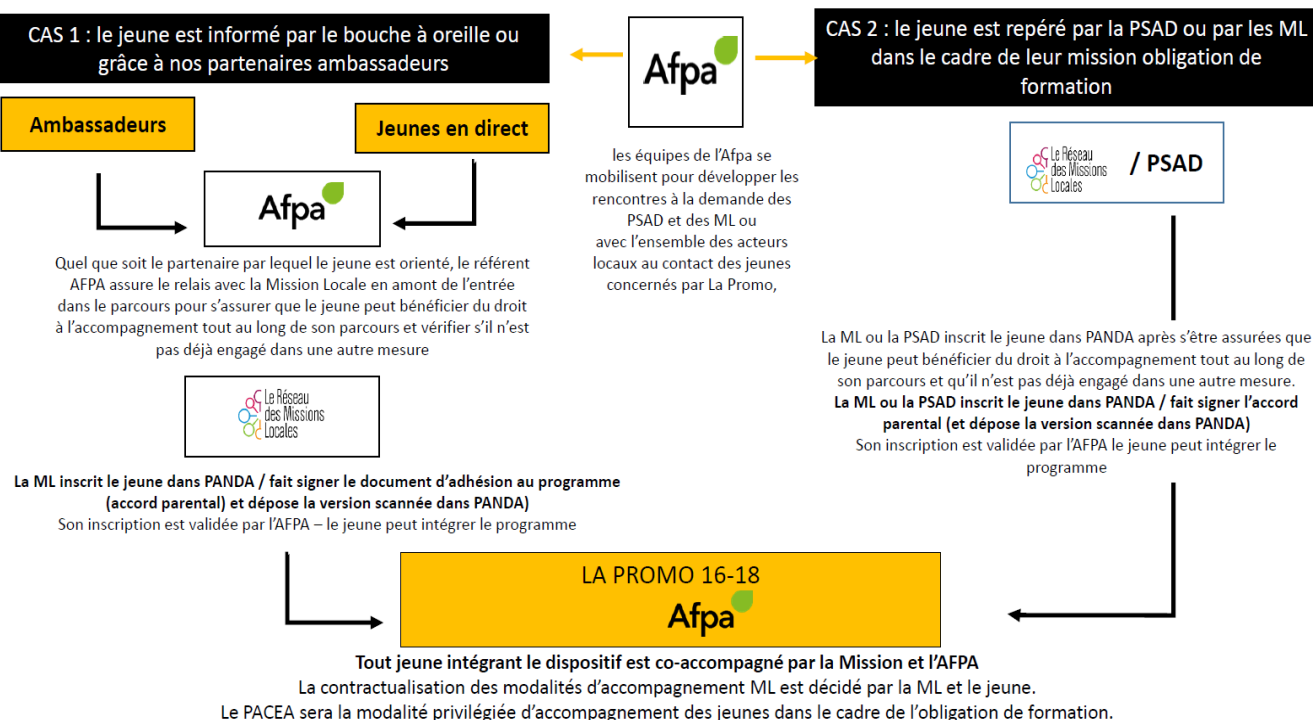 CAS 1 : le jeune est informé par le bouche à oreille ou
grâce à nos partenaires ambassadeurs
Ambassadeurs
Jeunes en direct
Afpa
Quel que soit le partenaire par lequel le jeune est orienté, le référent
AFPA assure le relais avec la Mission Locale en amont de l’entrée
dans le parcours pour s’assurer que le jeune peut bénéficier du droit
à l’accompagnement tout au long de son parcours et vérifier s’il n’est
pas déjà engagé dans une autre mesure
Le Réseau
des Missions
Locales
La ML inscrit le jeune dans PANDA / fait signer le document d’adhésion au programme
(accord parental) et dépose la version scannée dans PANDA)
Son inscription est validée par l’AFPA – le jeune peut intégrer le programme
Afpa
les équipes de l’Afpa se
mobilisent pour développer les
rencontres à la demande des
PSAD et des ML ou
avec l’ensemble des acteurs
locaux au contact des jeunes
concernés par La Promo,
CAS 2 : le jeune est repéré par la PSAD ou par les ML
dans le cadre de leur mission obligation de
formation
Le Réseau
des Missions
Locales
/ PSAD
La ML ou la PSAD inscrit le jeune dans PANDA après s’être assurées que
le jeune peut bénéficier du droit à l’accompagnement tout au long de
son parcours et qu’il n’est pas déjà engagé dans une autre mesure.
La ML ou la PSAD inscrit le jeune dans PANDA / fait signer l’accord
parental (et dépose la version scannée dans PANDA)
Son inscription est validée par l’AFPA le jeune peut intégrer le
programme
LA PROMO 16-18
Afpa
Tout jeune intégrant le dispositif est co-accompagné par la Mission et l’AFPA
La contractualisation des modalités d’accompagnement ML est décidé par la ML et le jeune.
Le PACEA sera la modalité privilégiée d’accompagnement des jeunes dans le cadre de l’obligation de formation.